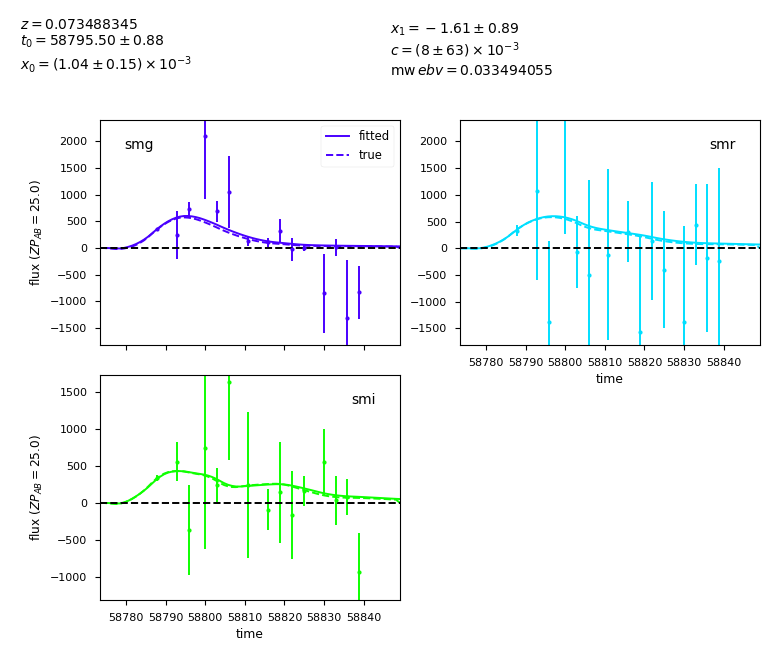 z = 0.073488345
t₀ = 58795.50 ± 0.88
x₀ = (1.04 ± 0.15) × 10⁻³
x₁ = −1.61 ± 0.89
c = (8 ± 63) × 10⁻³
mw ebv = 0.033494055
smg
fitted
true
2000
1500
1000
500
0
−500
−1000
−1500
flux (ZP_AB = 25.0)
smr
2000
1500
1000
500
0
−500
−1000
−1500
58780 58790 58800 58810 58820 58830 58840
time
smi
1500
1000
500
0
−500
−1000
flux (ZP_AB = 25.0)
58780 58790 58800 58810 58820 58830 58840
time